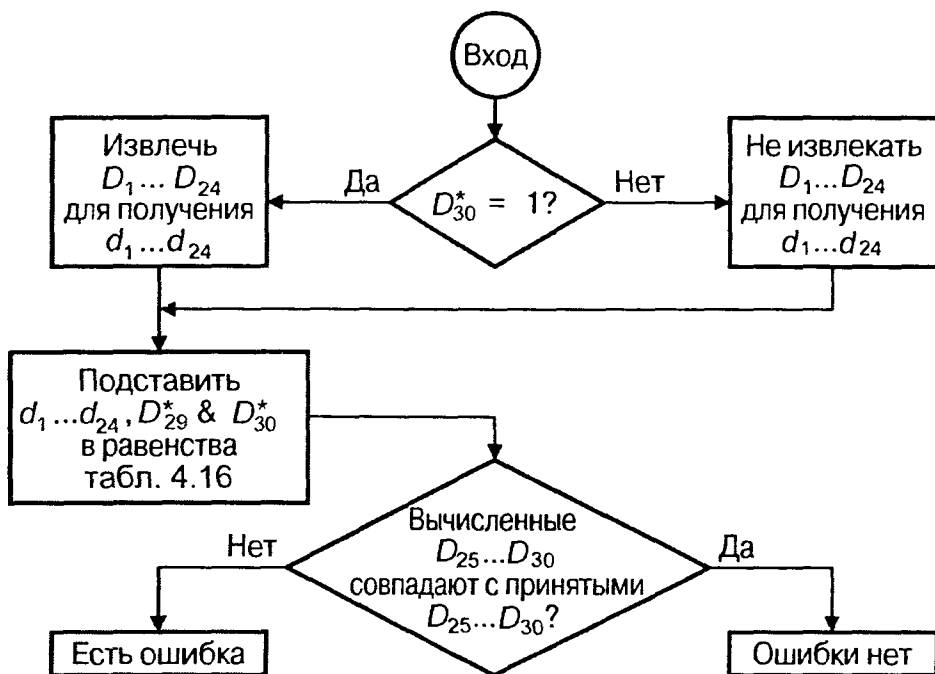 Вход
Извлечь
D₁... D₂₄
для получения
d₁...d₂₄
Да
D*₃₀ = 1?
Нет
Не извлекать
D₁...D₂₄
для получения
d₁...d₂₄
Подставить
d₁...d₂₄, D*₂₉ & D*₃₀
в равенства
табл. 4.16
Нет
Вычисленные
D₂₅...D₃₀
совпадают с принятыми
D₂₅...D₃₀?
Да
Есть ошибка
Ошибки нет